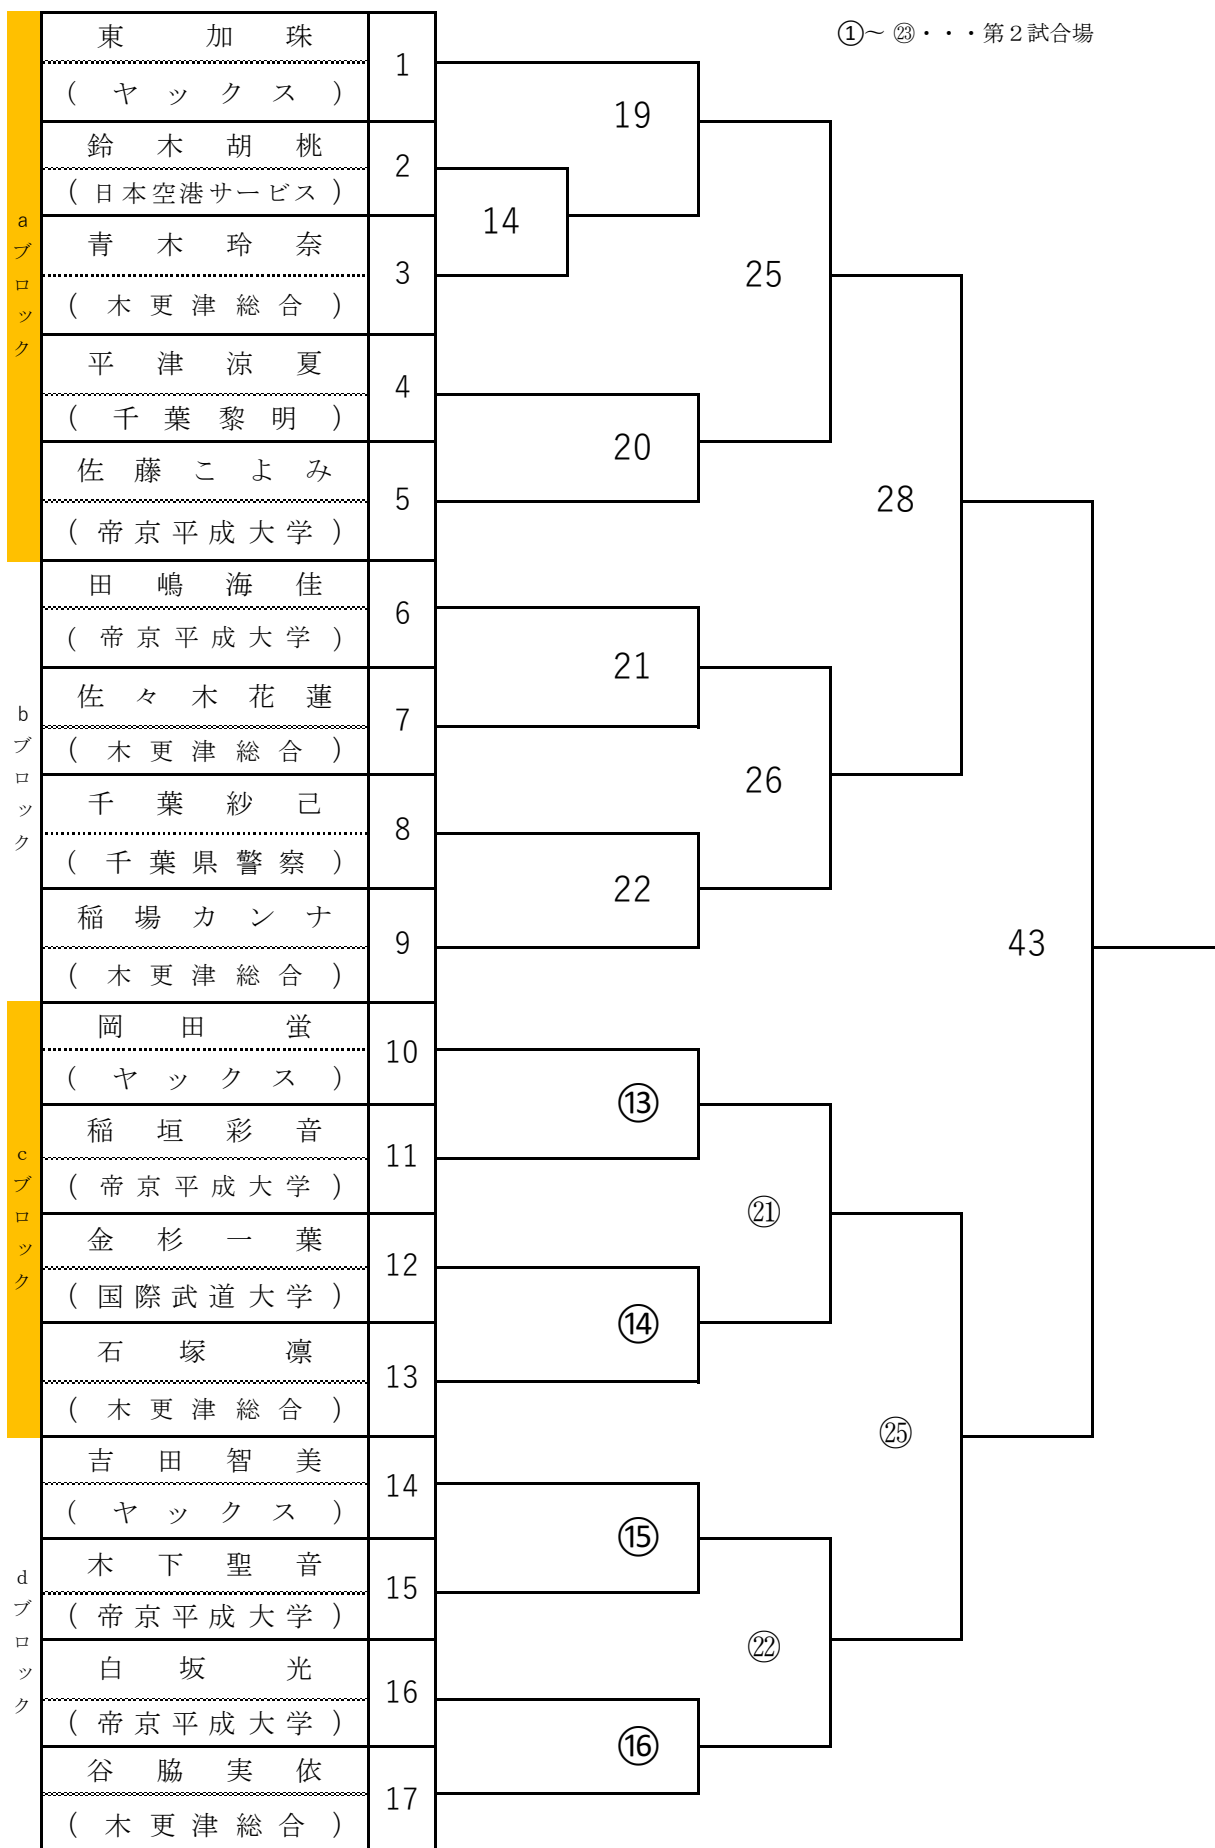 ①～㉓・・・第２試合場
aブロック
東加珠
(ヤックス)
1
鈴木胡桃
(日本空港サービス)
2
青木玲奈
(木更津総合)
3
平津涼夏
(千葉黎明)
4
佐藤こよみ
(帝京平成大学)
5
19
14
20
25
28
bブロック
田嶋海佳
(帝京平成大学)
6
佐々木花蓮
(木更津総合)
7
千葉紗己
(千葉県警察)
8
稲場カンナ
(木更津総合)
9
21
22
26
43
cブロック
岡田蛍
(ヤックス)
10
稲垣彩音
(帝京平成大学)
11
金杉一葉
(国際武道大学)
12
石塚凛
(木更津総合)
13
⑬
⑭
㉑
㉕
dブロック
吉田智美
(ヤックス)
14
木下聖音
(帝京平成大学)
15
白坂光
(帝京平成大学)
16
谷脇実依
(木更津総合)
17
⑮
⑯
㉒